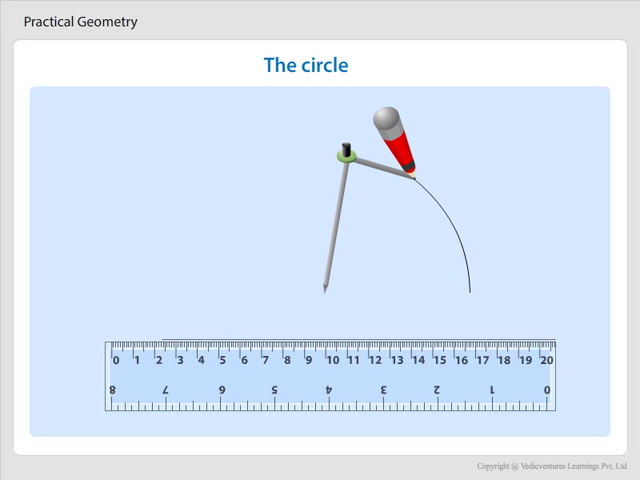 Practical Geometry
The circle
0 1 2 3 4 5 6 7 8 9 10 11 12 13 14 15 16 17 18 19 20
8 7 6 5 4 3 2 1 0
Copyright @ Vedicventures Learnings Pvt. Ltd